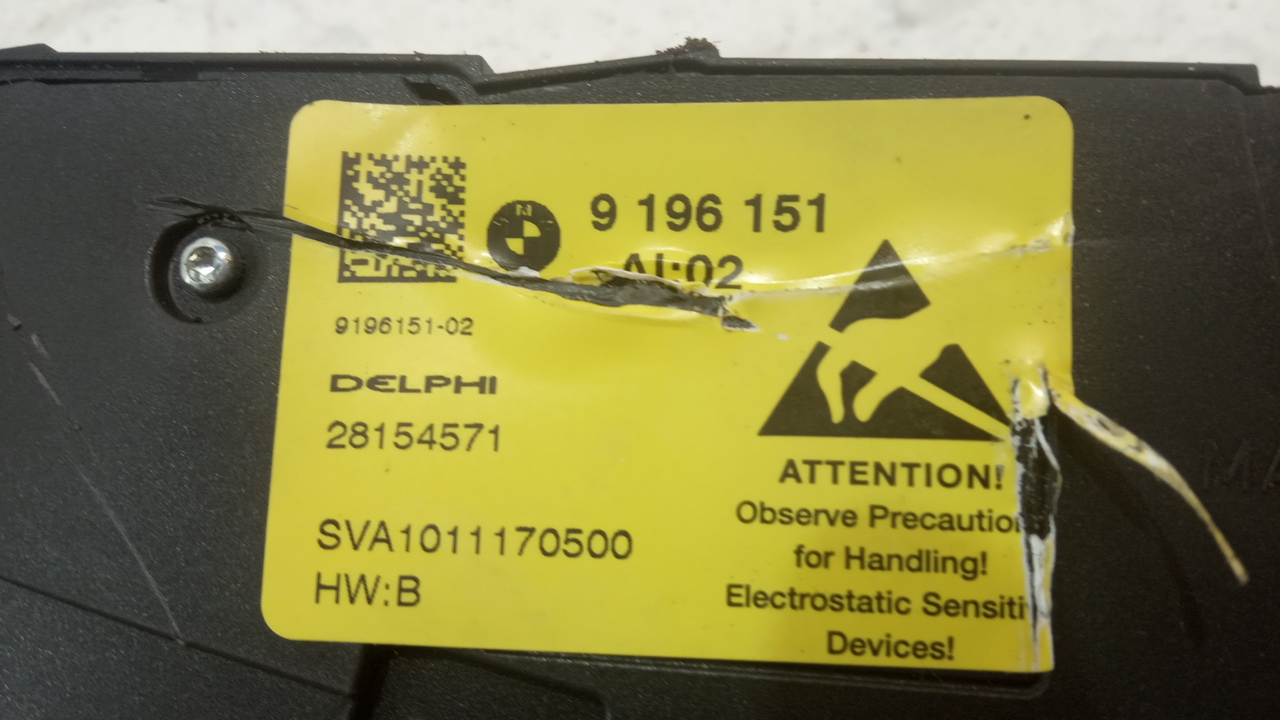 9 196 151
AI:02
9196151-02
DELPHI
28154571
SVA1011170500
HW:B
ATTENTION!
Observe Precautio
for Handling!
Electrostatic Sensiti
Devices!